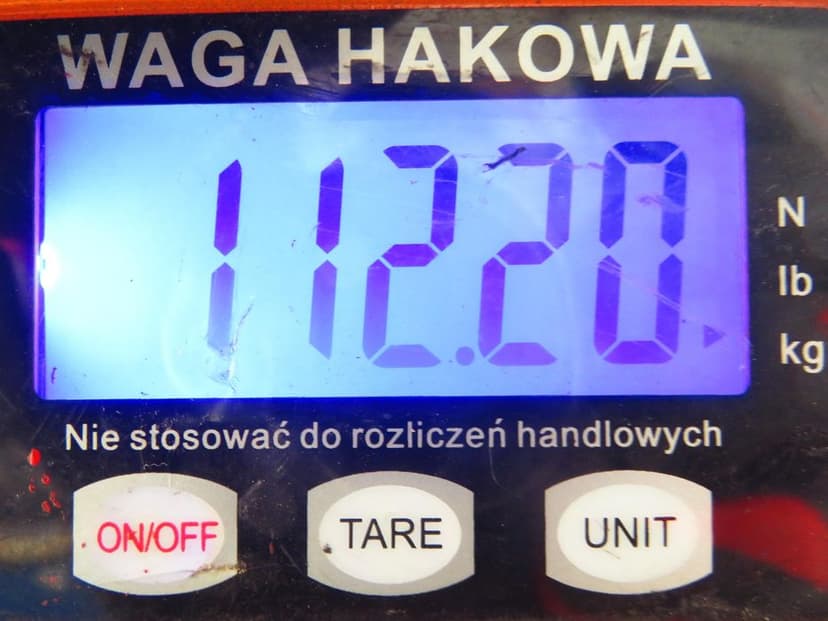 WAGA HAKOWA
112.20
N
lb
kg
Nie stosować do rozliczeń handlowych
ON/OFF TARE UNIT